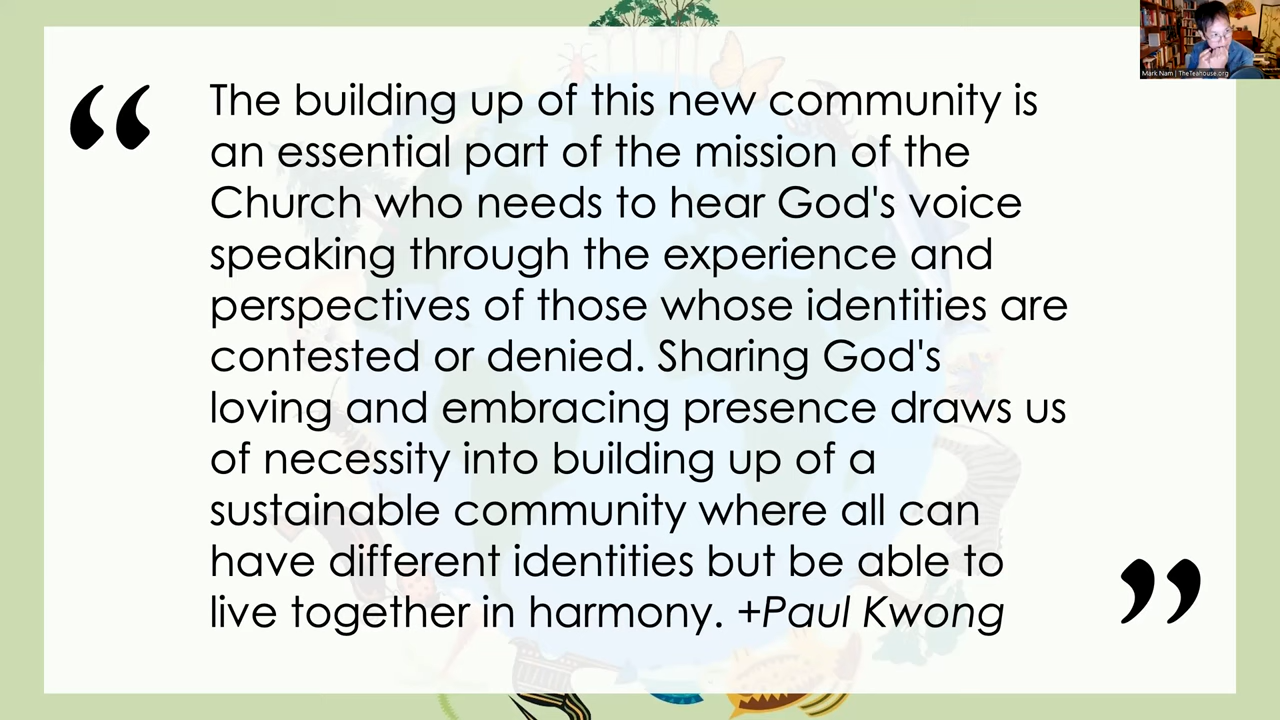 Mark Nam | TheTeahouse.org
“
The building up of this new community is
an essential part of the mission of the
Church who needs to hear God's voice
speaking through the experience and
perspectives of those whose identities are
contested or denied. Sharing God's
loving and embracing presence draws us
of necessity into building up of a
sustainable community where all can
have different identities but be able to
live together in harmony. +Paul Kwong
”